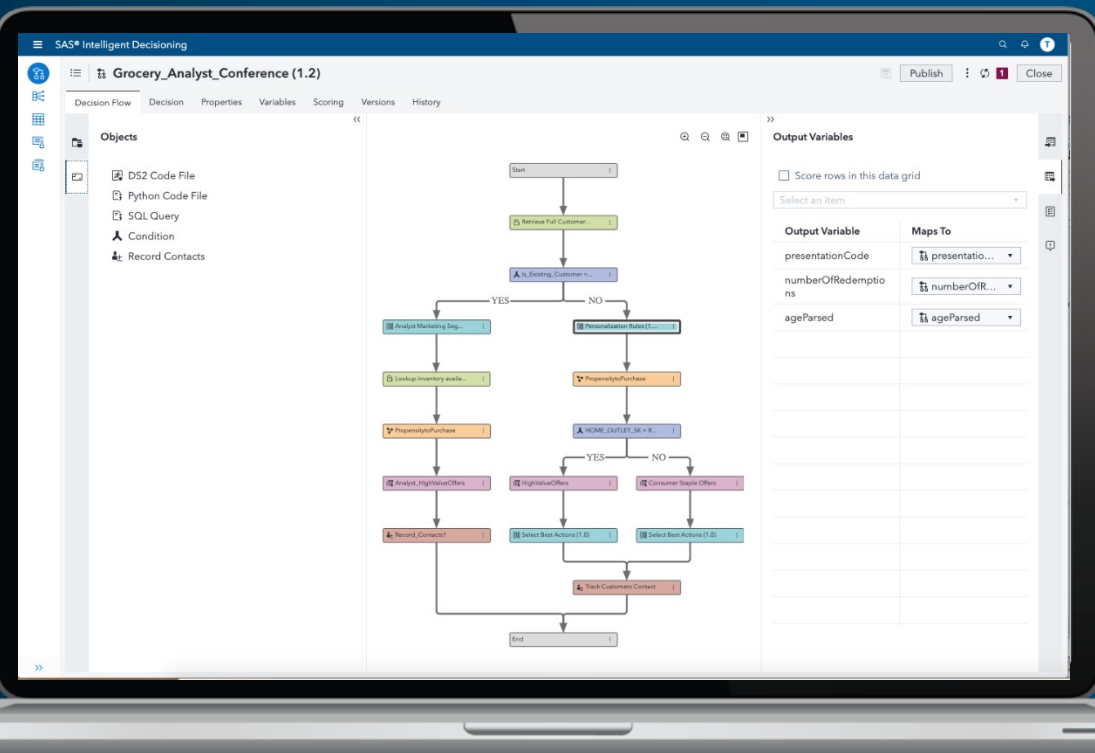 SAS® Intelligent Decisioning
T
Grocery_Analyst_Conference (1.2)
Publish
1
Close
Decision Flow
Decision
Properties
Variables
Scoring
Versions
History
Objects
DS2 Code File
Python Code File
SQL Query
Condition
Record Contacts
Start
Retrieve Full Customer...
Is_Existing_Customer =...
YES
NO
Analyst Marketing Seg...
Personalization Rules (1....
Lookup inventory availa...
PropensitytoPurchase
PropensitytoPurchase
HOME_OUTLET_SK = R...
YES
NO
Analyst_HighValueOffers
HighValueOffers
Consumer Staple Offers
Record_Contacts1
Select Best Actions (1.0)
Select Best Actions (1.0)
Track Customers Contact
End
Output Variables
Score rows in this data grid
Select an item
Output Variable
Maps To
presentationCode
presentatio...
numberOfRedemptio
ns
numberOfR...
ageParsed
ageParsed